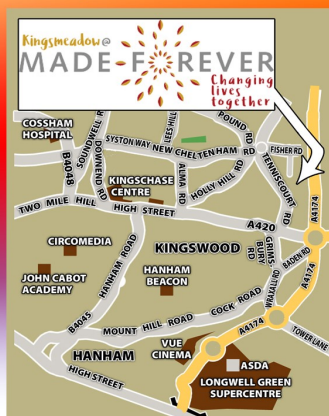 Kingsmeadow@
MADE FOREVER
Changing
lives
together
COSSHAM
HOSPITAL
SOUNDWELL RD
DOWNEND RD
B4048
SYSTON WAY
NEW CHELTENHAM RD
POUND RD
FISHER RD
TENNISCOURT RD
ALMA RD
HOLLY HILL RD
KINGSCHASE
CENTRE
TWO MILE HILL
HIGH STREET
A420
A4174
CIRCOMEDIA
KINGSWOOD
GRIMSBURY RD
BADEN RD
HANHAM ROAD
HANHAM
BEACON
JOHN CABOT
ACADEMY
A4174
WRAXALL RD
COCK ROAD
B4045
MOUNT HILL ROAD
A4174
TOWER LANE
VUE
CINEMA
HANHAM
HIGH STREET
ASDA
LONGWELL GREEN
SUPERCENTRE